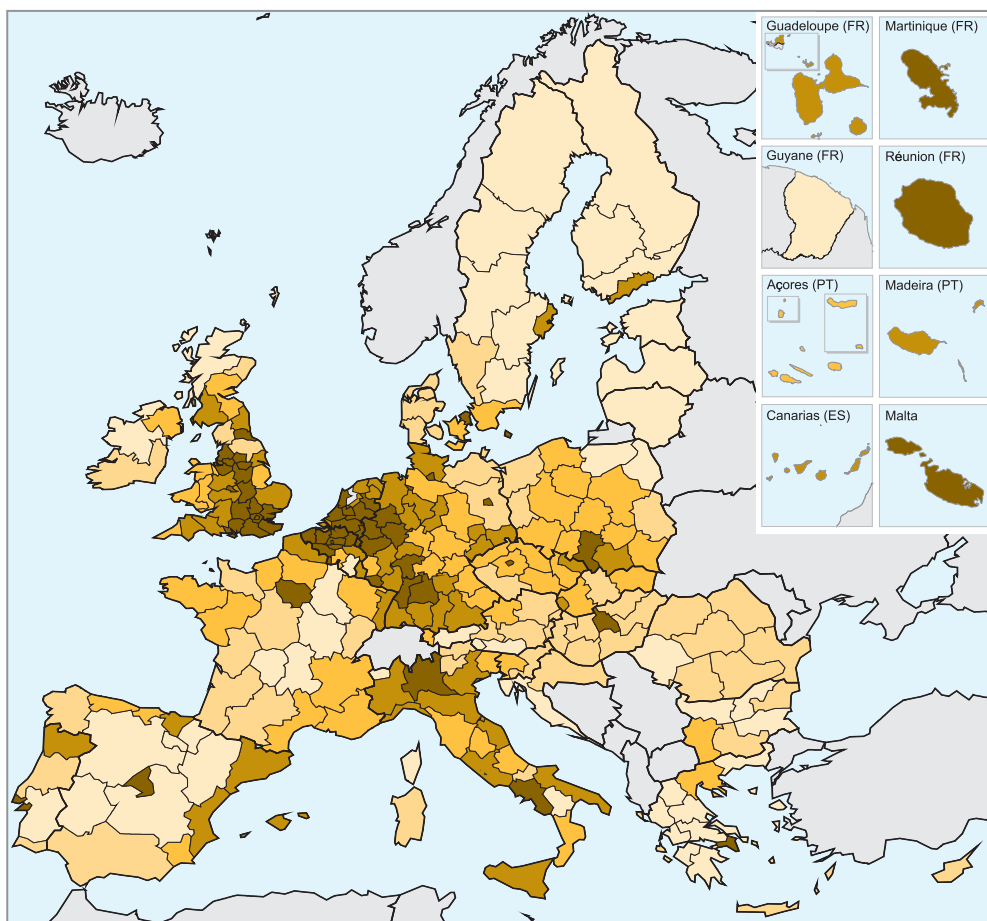 Guadeloupe (FR)
Martinique (FR)
Guyane (FR)
Réunion (FR)
Açores (PT)
Madeira (PT)
Canarias (ES)
Malta